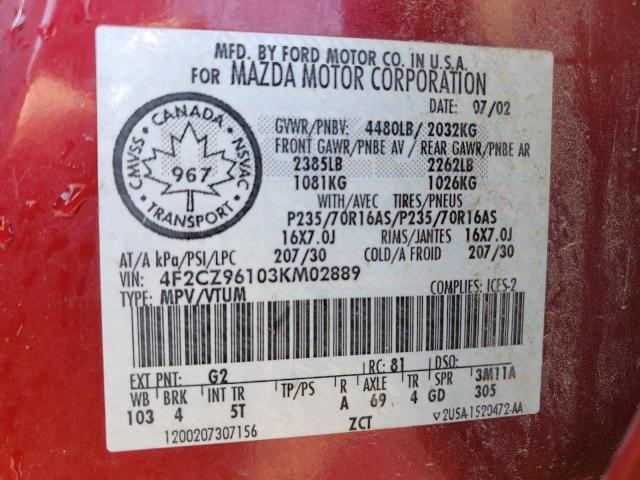 MFD. BY FORD MOTOR CO. IN U.S.A.
FOR MAZDA MOTOR CORPORATION
DATE: 07/02
CANADA
CMVSS
NSVAC
967
TRANSPORT
GVWR/PNBV: 4480LB/ 2032KG
FRONT GAWR/PNBE AV / REAR GAWR/PNBE AR
2385LB 2262LB
1081KG 1026KG
WITH/AVEC TIRES/PNEUS
P235/70R16AS/P235/70R16AS
16X7.0J RIMS/JANTES 16X7.0J
AT/A kPa/PSI/LPC 207/30 COLD/A FROID 207/30
VIN: 4F2CZ96103KM02889
TYPE: MPV/VTUM COMPLIES: ICES-2
EXT PNT: G2 RC: 81 DSO:
WB BRK INT TR TP/PS R AXLE TR SPR 3M11A
103 4 5T A 69 4 GD 305
1200207307156 ZCT ▽2U5A-1520472-AA